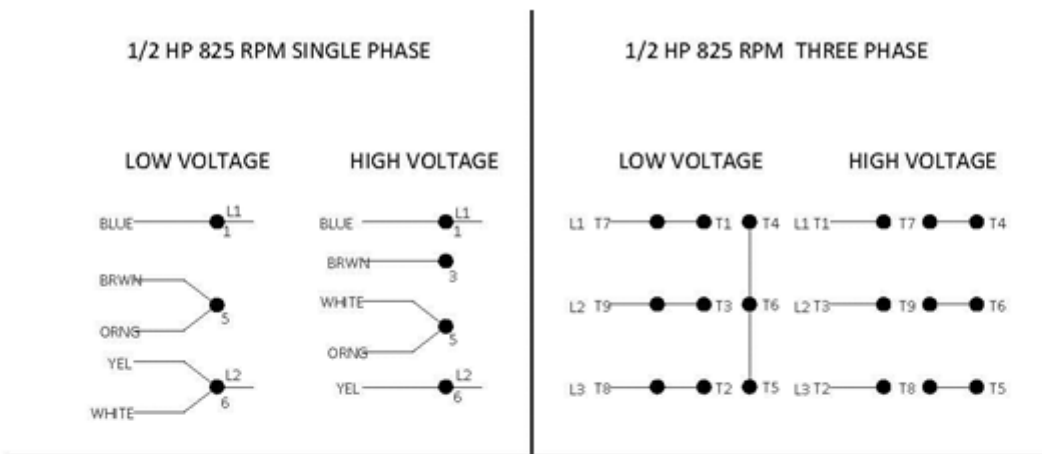 1/2 HP 825 RPM SINGLE PHASE
LOW VOLTAGE
BLUE L1
1
BRWN
5
ORNG
YEL
L2
6
WHITE
HIGH VOLTAGE
BLUE L1
1
BRWN
3
WHITE
5
ORNG
YEL L2
6
1/2 HP 825 RPM THREE PHASE
LOW VOLTAGE
L1 T7 T1 T4
L2 T9 T3 T6
L3 T8 T2 T5
HIGH VOLTAGE
L1 T1 T7 T4
L2 T3 T9 T6
L3 T2 T8 T5